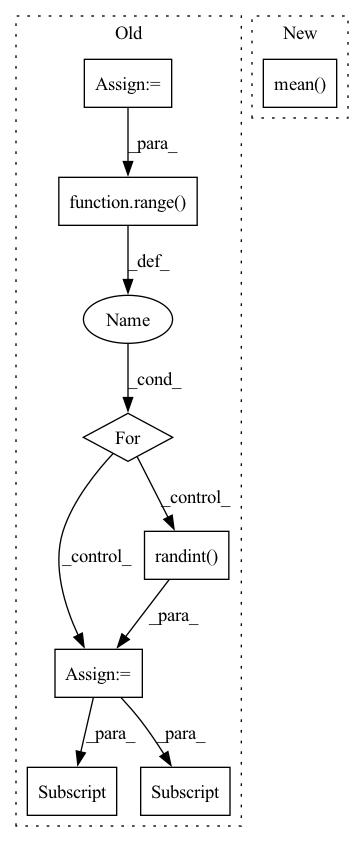 Old
New
Assign:=
mean()
_para_
function.range()
_def_
Name
_cond_
For
_control_
_control_
randint()
_para_
Assign:=
_para_
_para_
Subscript
Subscript